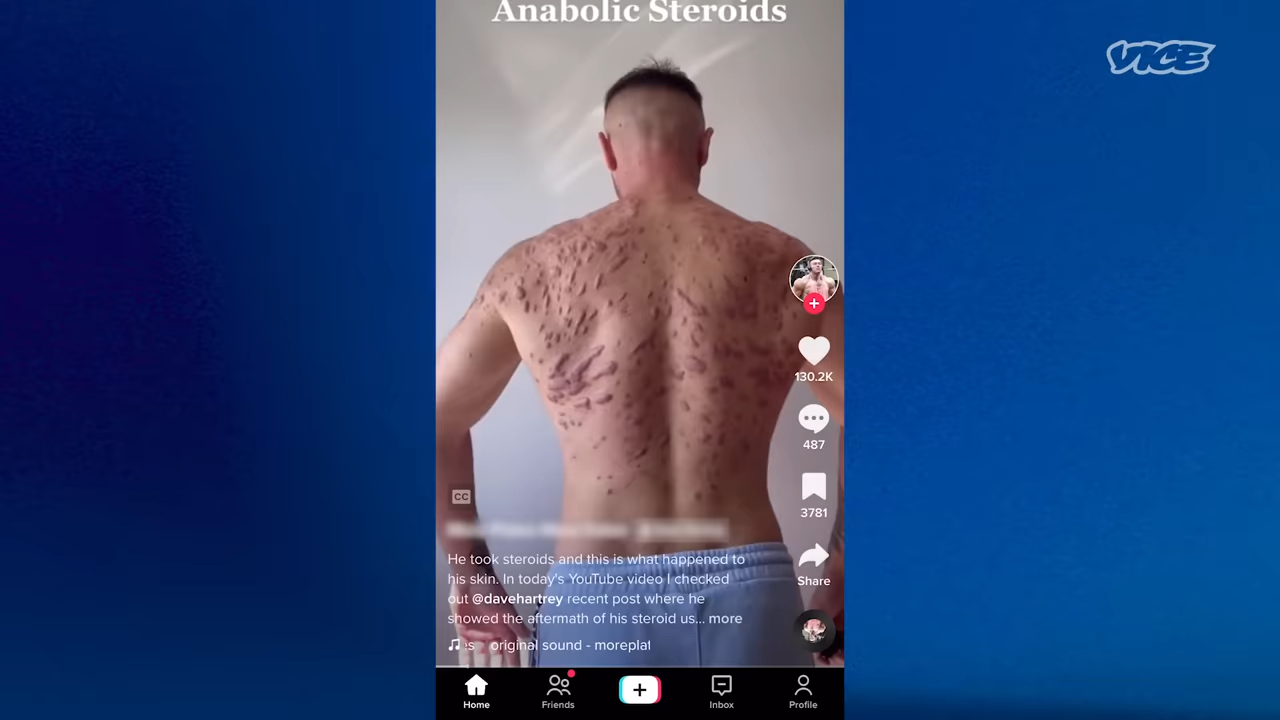 Anabolic Steroids
VICE
130.2K
487
3781
Share
CC
He took steroids and this is what happened to
his skin. In today's YouTube video I checked
out @davehartrey recent post where he
showed the aftermath of his steroid us... more
es original sound - moreplat
Home
Friends
Inbox
Profile